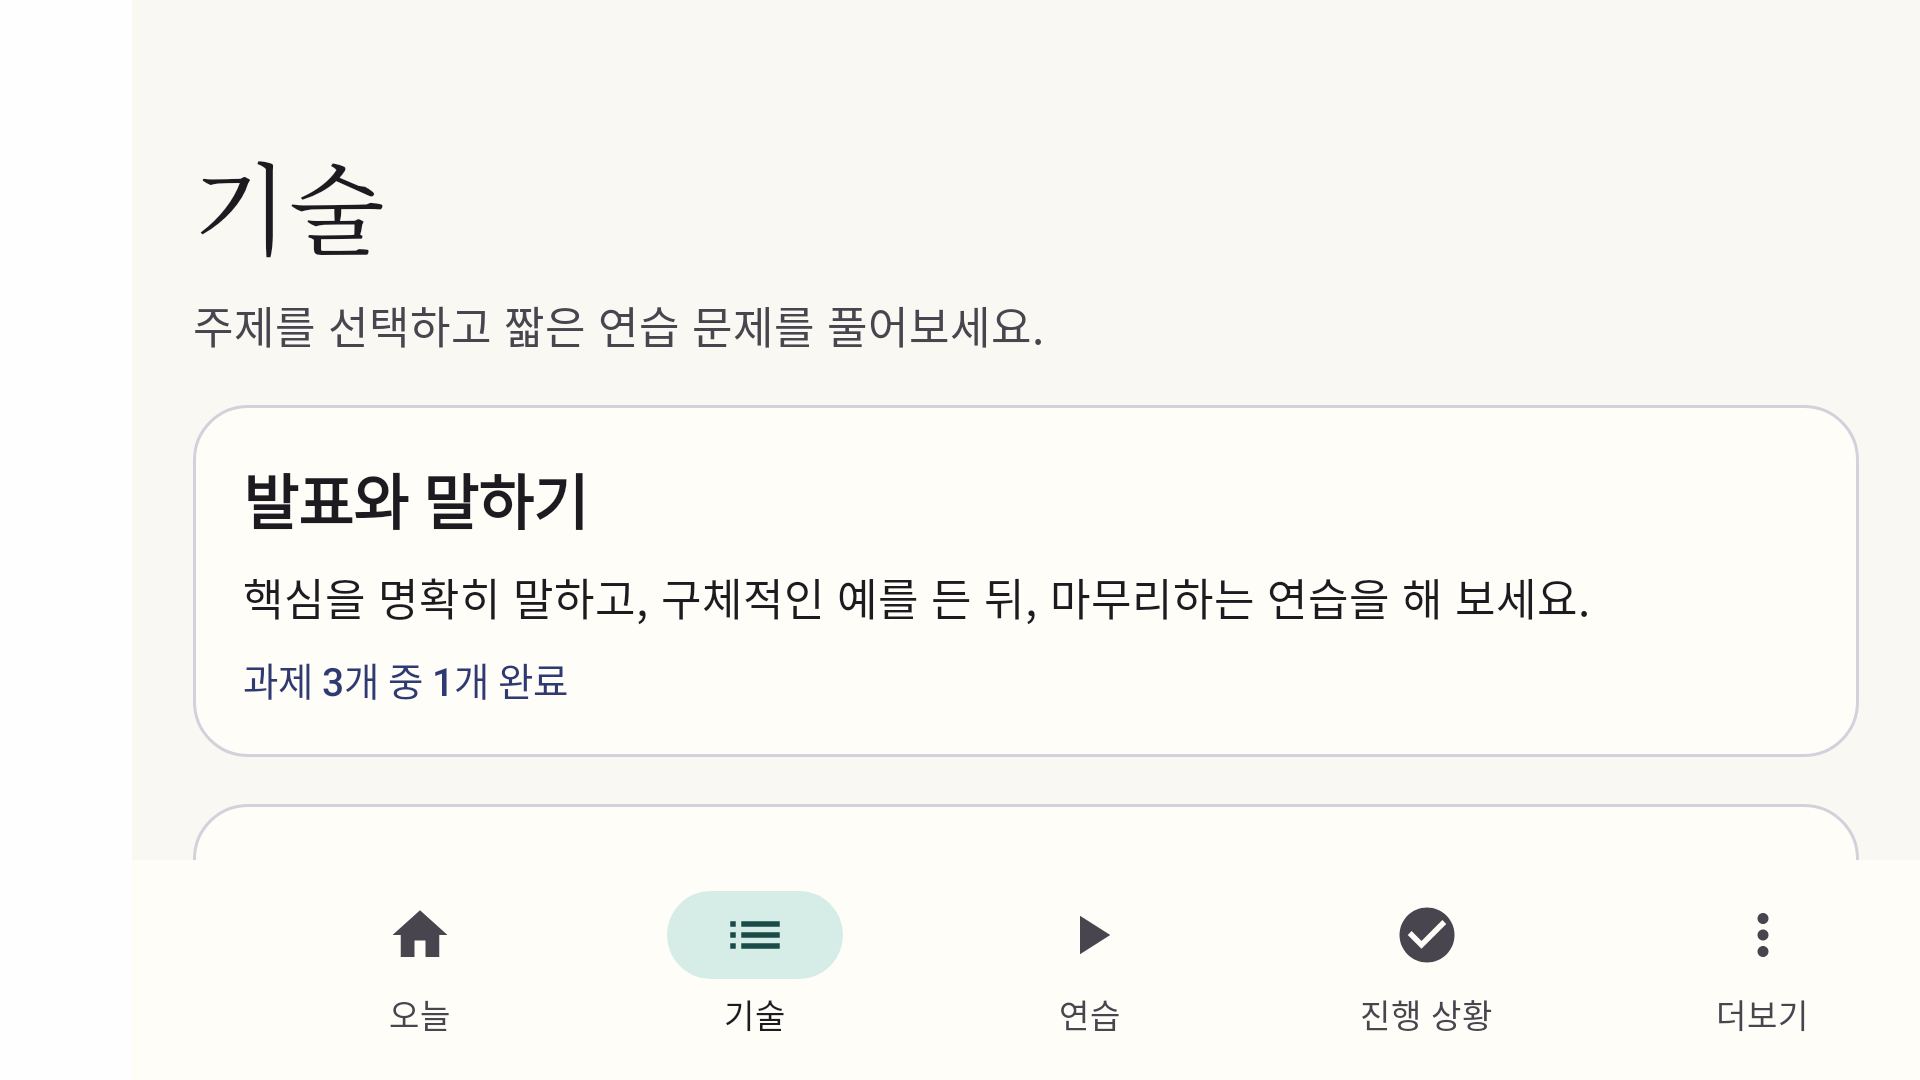 기술
주제를 선택하고 짧은 연습 문제를 풀어보세요.
발표와 말하기
핵심을 명확히 말하고, 구체적인 예를 든 뒤, 마무리하는 연습을 해 보세요.
과제 3개 중 1개 완료
오늘
기술
연습
진행 상황
더보기